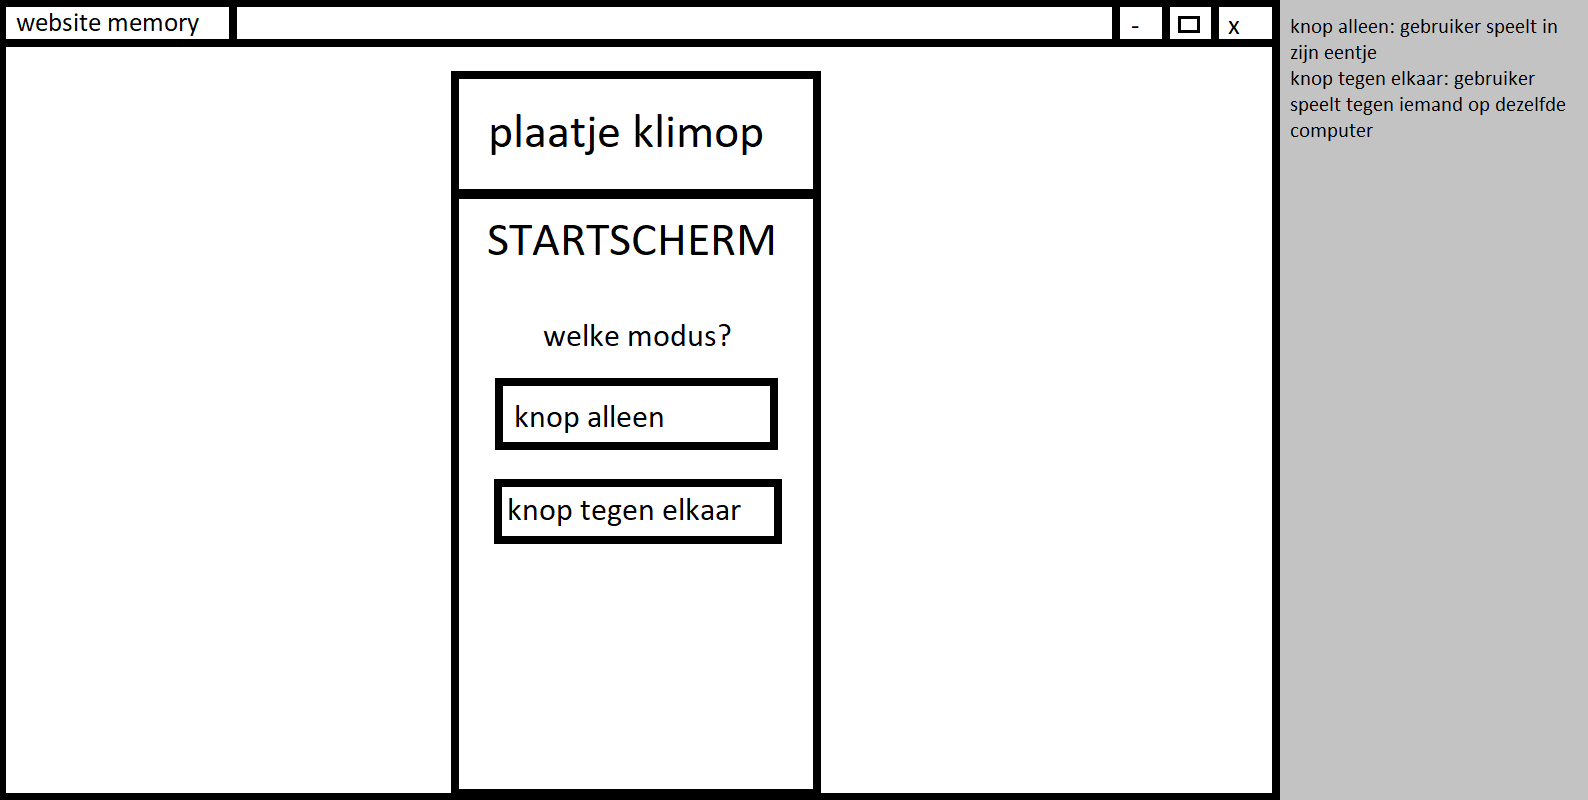 website memory
-
x
plaatje klimop
STARTSCHERM
welke modus?
knop alleen
knop tegen elkaar
knop alleen: gebruiker speelt in
zijn eentje
knop tegen elkaar: gebruiker
speelt tegen iemand op dezelfde
computer